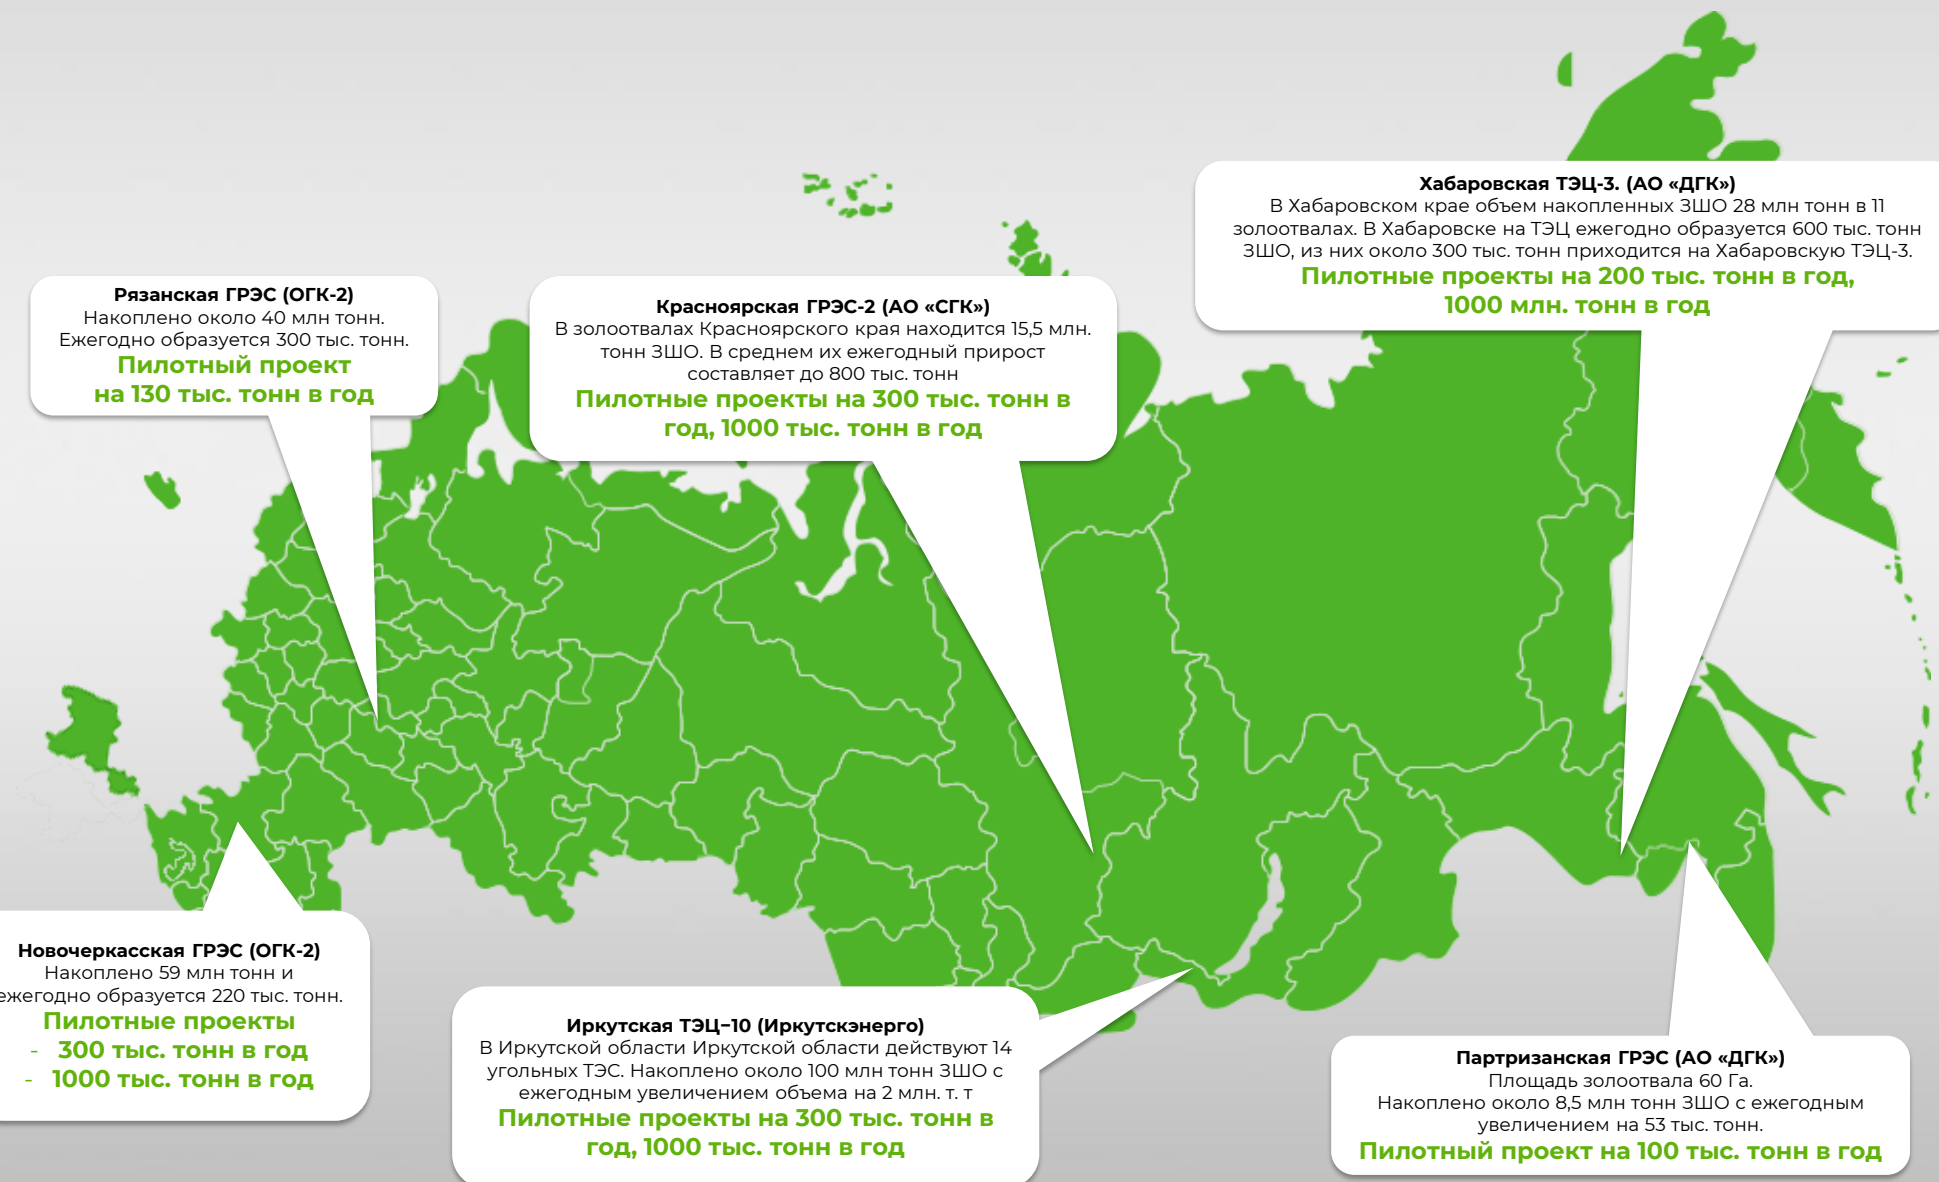 Хабаровская ТЭЦ-3. (АО «ДГК»)
В Хабаровском крае объем накопленных ЗШО 28 млн тонн в 11
золоотвалах. В Хабаровске на ТЭЦ ежегодно образуется 600 тыс. тонн
ЗШО, из них около 300 тыс. тонн приходится на Хабаровскую ТЭЦ-3.
Пилотные проекты на 200 тыс. тонн в год,
1000 млн. тонн в год
Рязанская ГРЭС (ОГК-2)
Накоплено около 40 млн тонн.
Ежегодно образуется 300 тыс. тонн.
Пилотный проект
на 130 тыс. тонн в год
Красноярская ГРЭС-2 (АО «СГК»)
В золоотвалах Красноярского края находится 15,5 млн.
тонн ЗШО. В среднем их ежегодный прирост
составляет до 800 тыс. тонн
Пилотные проекты на 300 тыс. тонн в
год, 1000 тыс. тонн в год
Новочеркасская ГРЭС (ОГК-2)
Накоплено 59 млн тонн и
ежегодно образуется 220 тыс. тонн.
Пилотные проекты
- 300 тыс. тонн в год
- 1000 тыс. тонн в год
Иркутская ТЭЦ–10 (Иркутскэнерго)
В Иркутской области Иркутской области действуют 14
угольных ТЭС. Накоплено около 100 млн тонн ЗШО с
ежегодным увеличением объема на 2 млн. т. т
Пилотные проекты на 300 тыс. тонн в
год, 1000 тыс. тонн в год
Партризанская ГРЭС (АО «ДГК»)
Площадь золоотвала 60 Га.
Накоплено около 8,5 млн тонн ЗШО с ежегодным
увеличением на 53 тыс. тонн.
Пилотный проект на 100 тыс. тонн в год